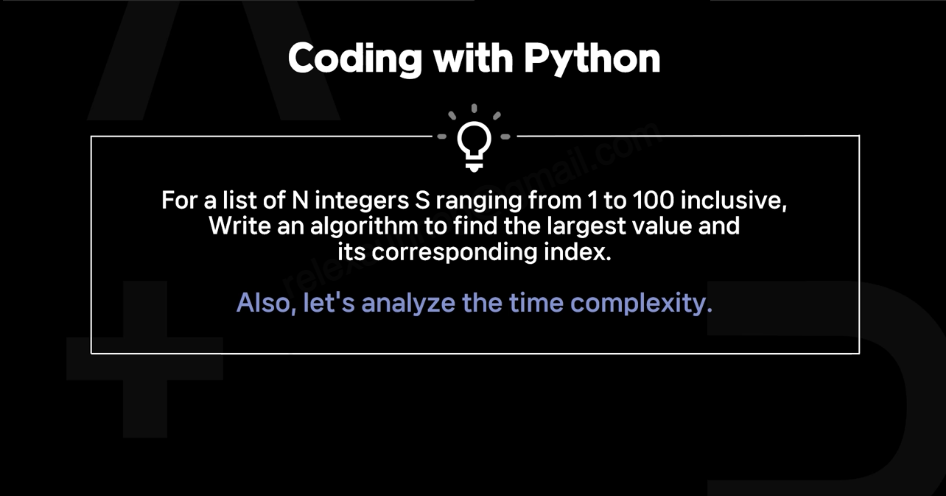 Coding with Python
For a list of N integers S ranging from 1 to 100 inclusive,
Write an algorithm to find the largest value and
its corresponding index.
Also, let's analyze the time complexity.